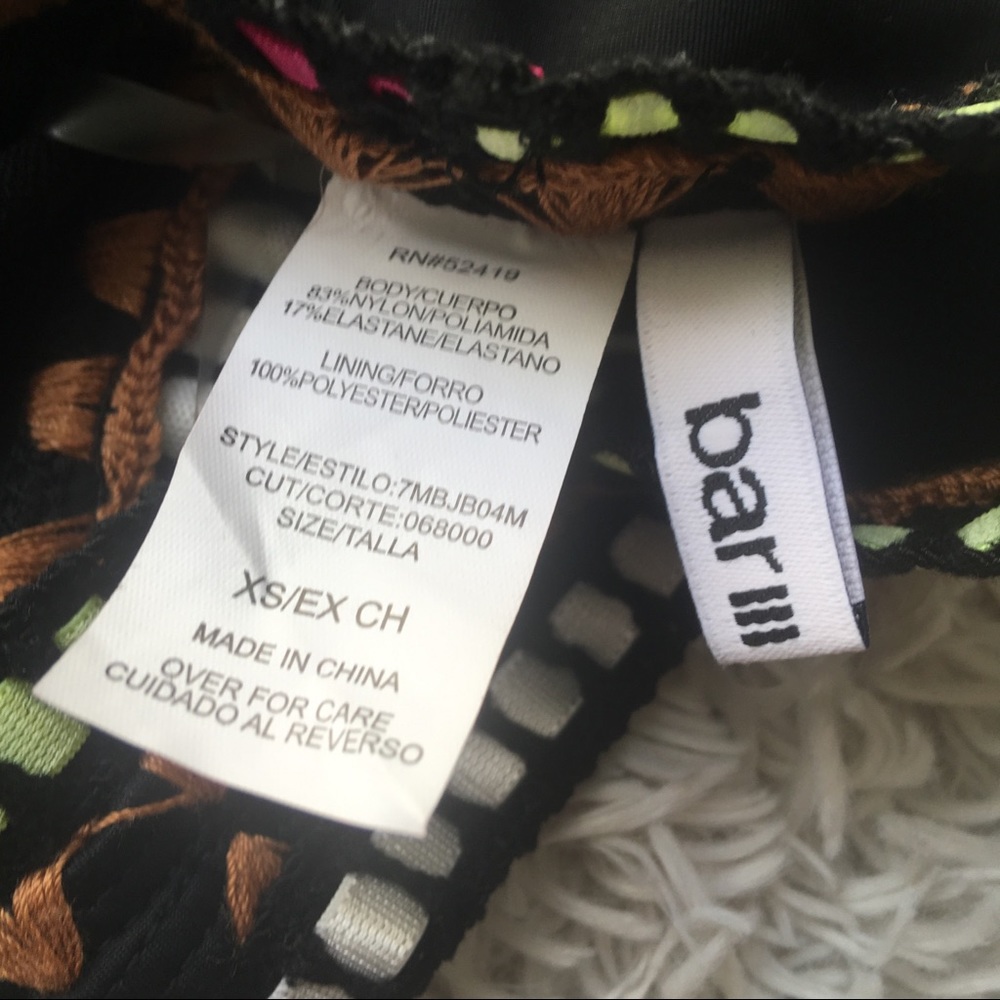 RN#52419
BODY/CUERPO
83%NYLON/POLIAMIDA
17%ELASTANE/ELASTANO
LINING/FORRO
100%POLYESTER/POLIESTER
STYLE/ESTILO:7MBJB04M
CUT/CORTE:068000
SIZE/TALLA
XS/EX CH
MADE IN CHINA
OVER FOR CARE
CUIDADO AL REVERSO
bar III